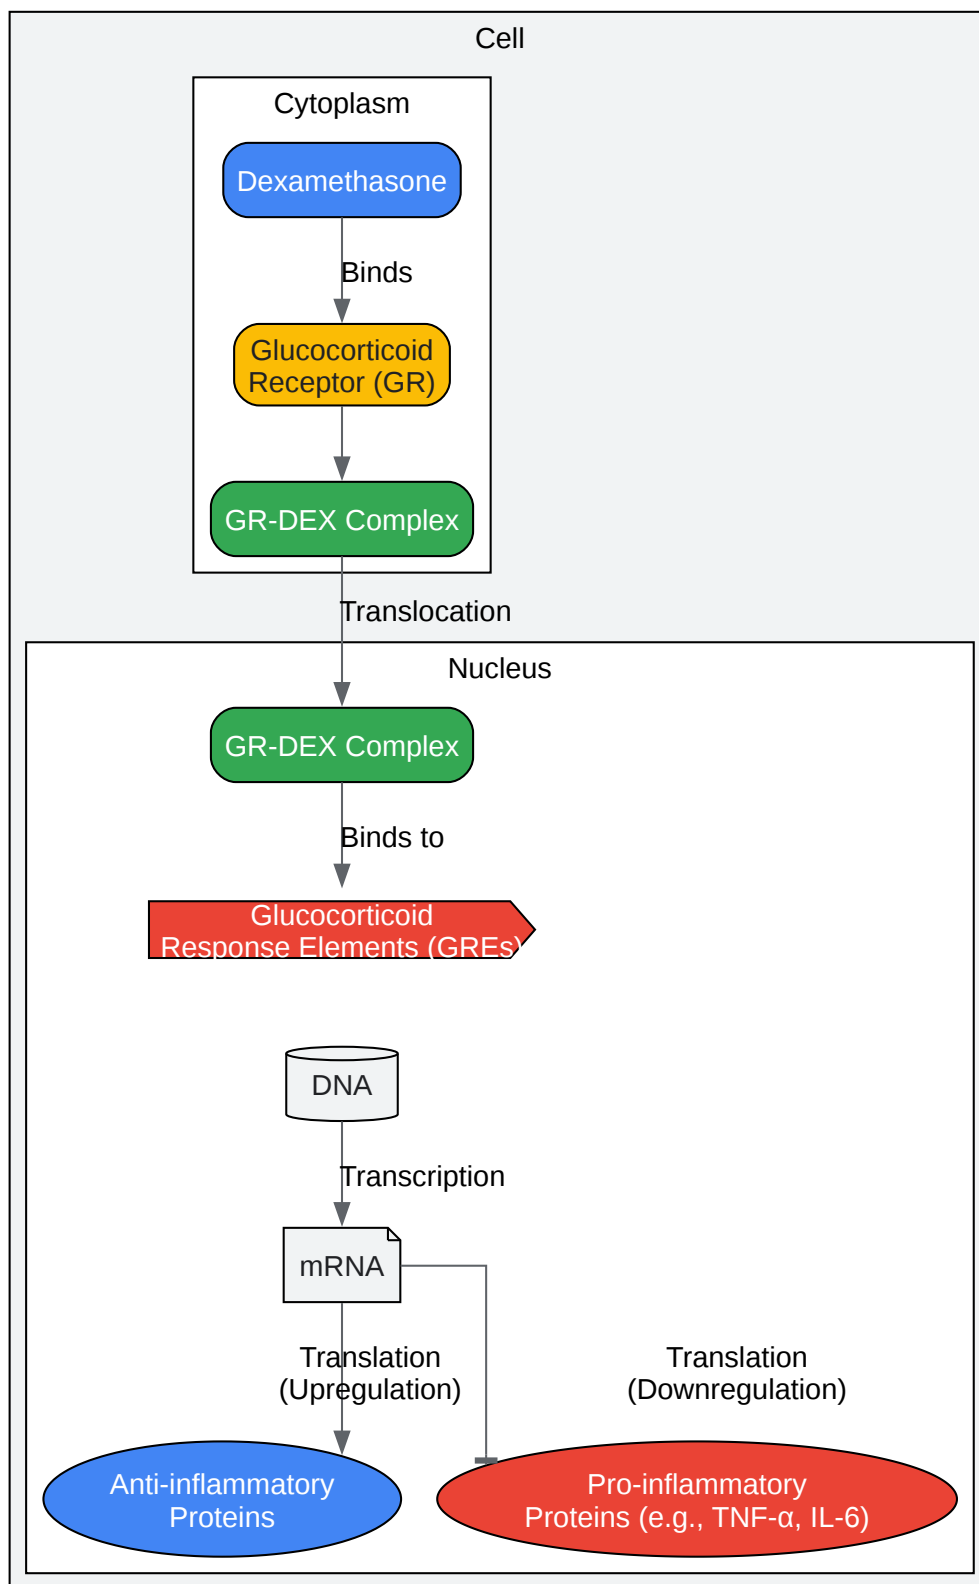 Cell
Cytoplasm
Dexamethasone
Binds
Glucocorticoid
Receptor (GR)
GR-DEX Complex
Translocation
Nucleus
GR-DEX Complex
Binds to
Glucocorticoid
Response Elements (GREs)
DNA
Transcription
mRNA
Translation
(Upregulation)
Translation
(Downregulation)
Anti-inflammatory
Proteins
Pro-inflammatory
Proteins (e.g., TNF-α, IL-6)